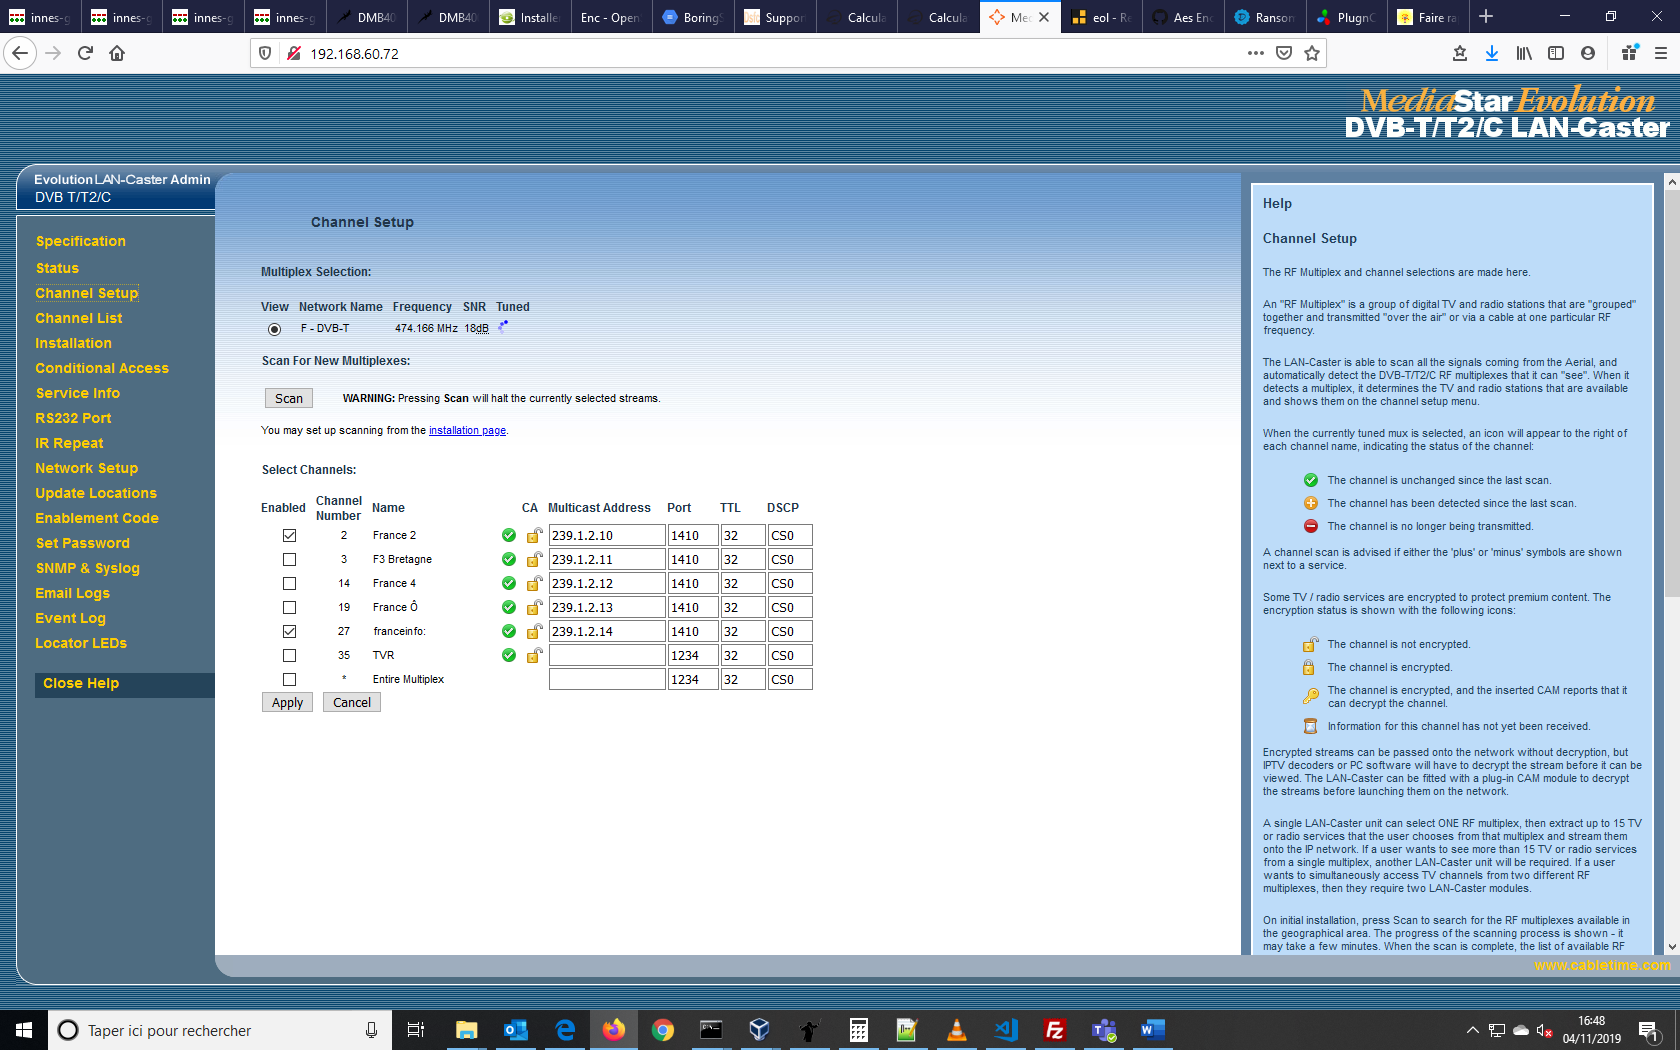 innes-g
innes-g
innes-g
innes-g
DMB40
DMB40
Installe
Enc - Open
BoringS
Suppor
Calcula
Calcula
Me
eol - Re
Aes Enc
Ransom
PlugnC
Faire ra
192.168.60.72
MediaStar Evolution
DVB-T/T2/C LAN-Caster
Evolution LAN-Caster Admin
DVB T/T2/C
Specification
Status
Channel Setup
Channel List
Installation
Conditional Access
Service Info
RS232 Port
IR Repeat
Network Setup
Update Locations
Enablement Code
Set Password
SNMP & Syslog
Email Logs
Event Log
Locator LEDs
Close Help
Channel Setup
Multiplex Selection:
View Network Name Frequency SNR Tuned
F - DVB-T 474.166 MHz 18dB
Scan For New Multiplexes:
Scan WARNING: Pressing Scan will halt the currently selected streams.
You may set up scanning from the installation page.
Select Channels:
Enabled Channel Number Name CA Multicast Address Port TTL DSCP
2 France 2 239.1.2.10 1410 32 CS0
3 F3 Bretagne 239.1.2.11 1410 32 CS0
14 France 4 239.1.2.12 1410 32 CS0
19 France Ô 239.1.2.13 1410 32 CS0
27 franceinfo: 239.1.2.14 1410 32 CS0
35 TVR 1234 32 CS0
* Entire Multiplex 1234 32 CS0
Apply Cancel
Help
Channel Setup
The RF Multiplex and channel selections are made here.
An "RF Multiplex" is a group of digital TV and radio stations that are "grouped"
together and transmitted "over the air" or via a cable at one particular RF
frequency.
The LAN-Caster is able to scan all the signals coming from the Aerial, and
automatically detect the DVB-T/T2/C RF multiplexes that it can "see". When it
detects a multiplex, it determines the TV and radio stations that are available
and shows them on the channel setup menu.
When the currently tuned mux is selected, an icon will appear to the right of
each channel name, indicating the status of the channel:
The channel is unchanged since the last scan.
The channel has been detected since the last scan.
The channel is no longer being transmitted.
A channel scan is advised if either the 'plus' or 'minus' symbols are shown
next to a service.
Some TV / radio services are encrypted to protect premium content. The
encryption status is shown with the following icons:
The channel is not encrypted.
The channel is encrypted.
The channel is encrypted, and the inserted CAM reports that it
can decrypt the channel.
Information for this channel has not yet been received.
Encrypted streams can be passed onto the network without decryption, but
IPTV decoders or PC software will have to decrypt the stream before it can be
viewed. The LAN-Caster can be fitted with a plug-in CAM module to decrypt
the streams before launching them on the network.
A single LAN-Caster unit can select ONE RF multiplex, then extract up to 15 TV
or radio services that the user chooses from that multiplex and stream them
onto the IP network. If a user wants to see more than 15 TV or radio services
from a single multiplex, another LAN-Caster unit will be required. If a user
wants to simultaneously access TV channels from two different RF
multiplexes, then they require two LAN-Caster modules.
On initial installation, press Scan to search for the RF multiplexes available in
the geographical area. The progress of the scanning process is shown - it
may take a few minutes. When the scan is complete, the list of available RF
www.cabletime.com
Taper ici pour rechercher
16:48
04/11/2019
1